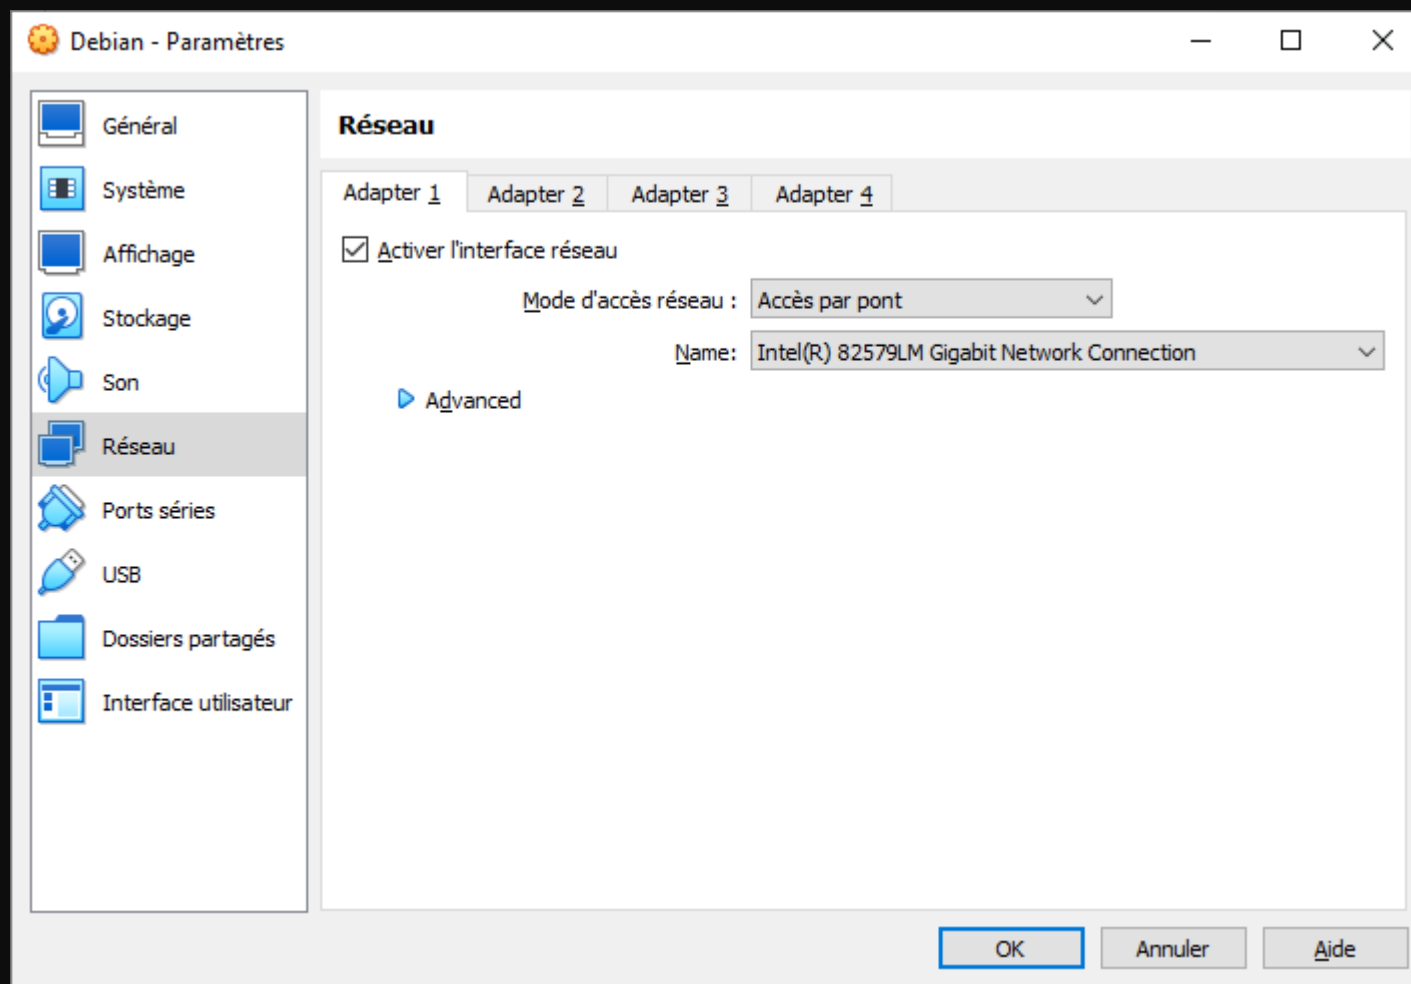 Debian - Paramètres
Général
Système
Affichage
Stockage
Son
Réseau
Ports séries
USB
Dossiers partagés
Interface utilisateur
Réseau
Adapter 1 Adapter 2 Adapter 3 Adapter 4
Activer l'interface réseau
Mode d'accès réseau : Accès par pont
Name: Intel(R) 82579LM Gigabit Network Connection
Advanced
OK Annuler Aide